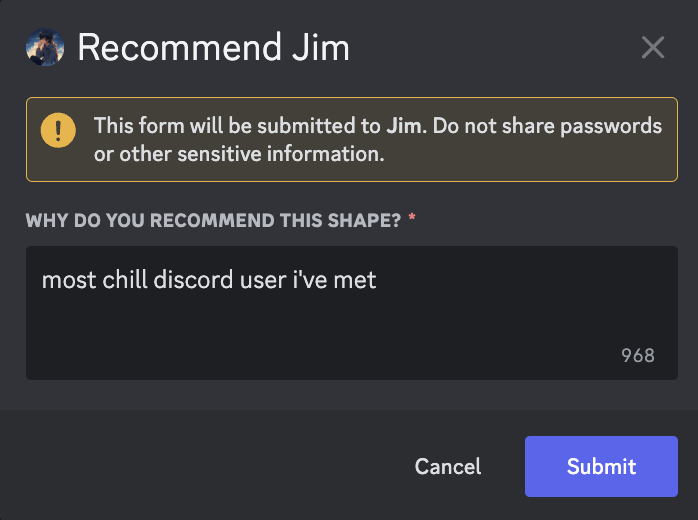 Recommend Jim
This form will be submitted to Jim. Do not share passwords
or other sensitive information.
WHY DO YOU RECOMMEND THIS SHAPE? *
most chill discord user i've met
968
Cancel
Submit